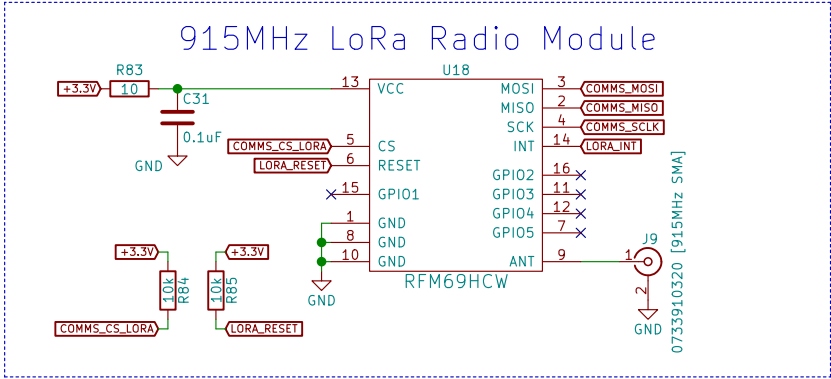 915MHz LoRa Radio Module
R83
+3.3V
10
C31
0.1uF
GND
U18
13
VCC
COMMS_CS_LORA
5
CS
LORA_RESET
6
RESET
15
GPIO1
1
GND
8
GND
10
GND
GND
MOSI
3
COMMS_MOSI
MISO
2
COMMS_MISO
SCK
4
COMMS_SCLK
INT
14
LORA_INT
GPIO2
16
GPIO3
11
GPIO4
12
GPIO5
7
ANT
9
RFM69HCW
J9
1
2
GND
0733910320 [915MHz SMA]
+3.3V
10k
R84
COMMS_CS_LORA
+3.3V
10k
R85
LORA_RESET